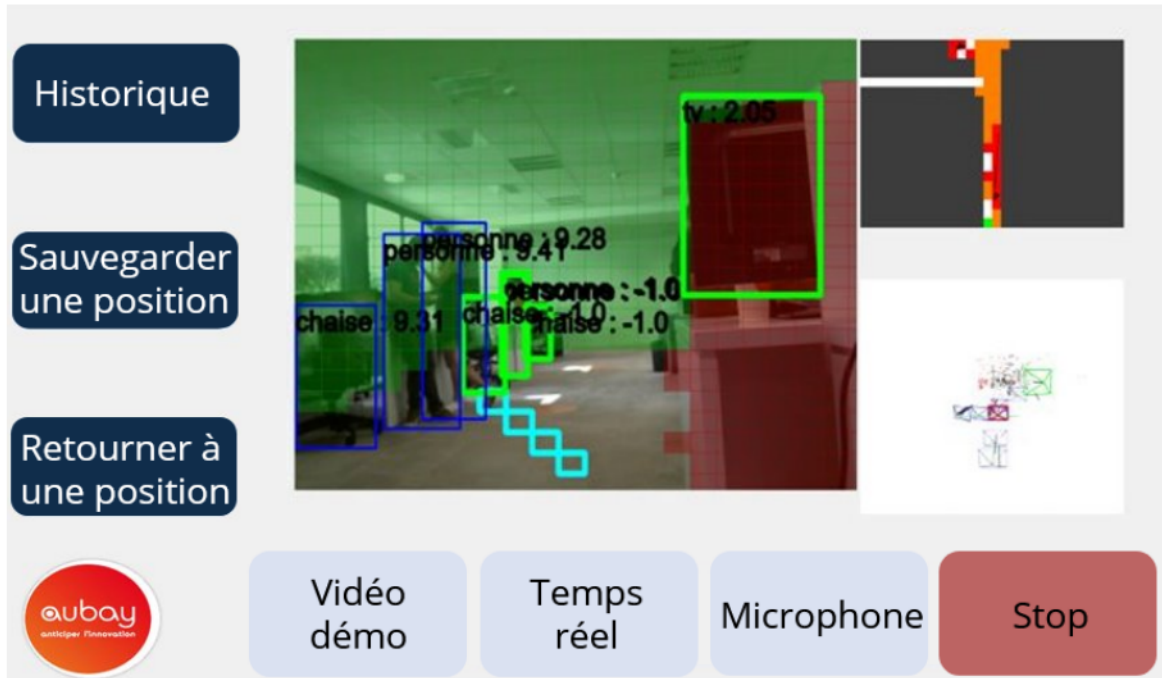 Historique
Sauvegarder
une position
Retourner à
une position
tv : 2.05
personne : 9.28
personne : 9.41
personne : -1.0
chaise : 9.31
chaise : -1.0
chaise : -1.0
aubay
anticiper l'innovation
Vidéo
démo
Temps
réel
Microphone
Stop